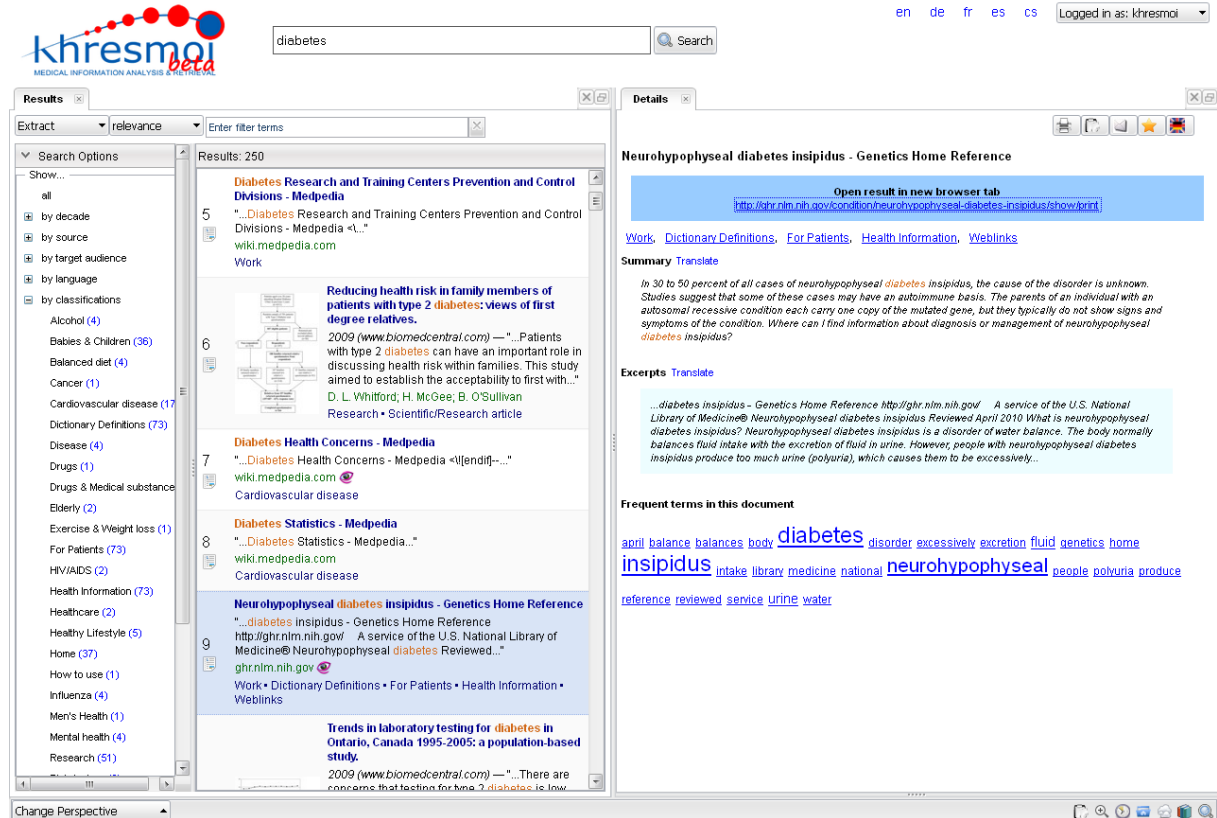 en de fr es cs Logged in as: khresmoi
khresmoi
beta
MEDICAL INFORMATION ANALYSIS & RETRIEVAL
diabetes
Search
Results
Extract relevance Enter filter terms
Search Options
Show...
all
by decade
by source
by target audience
by language
by classifications
Alcohol (4)
Babies & Children (36)
Balanced diet (4)
Cancer (1)
Cardiovascular disease (17
Dictionary Definitions (73)
Disease (4)
Drugs (1)
Drugs & Medical substance
Elderly (2)
Exercise & Weight loss (1)
For Patients (73)
HIV/AIDS (2)
Health Information (73)
Healthcare (2)
Healthy Lifestyle (5)
Home (37)
How to use (1)
Influenza (4)
Men's Health (1)
Mental health (4)
Research (51)
Results: 250
5
Diabetes Research and Training Centers Prevention and Control
Divisions - Medpedia
"...Diabetes Research and Training Centers Prevention and Control
Divisions - Medpedia <\..."
wiki.medpedia.com
Work
6
Reducing health risk in family members of
patients with type 2 diabetes: views of first
degree relatives.
2009 (www.biomedcentral.com) — "...Patients
with type 2 diabetes can have an important role in
discussing health risk within families. This study
aimed to establish the acceptability to first with..."
D. L. Whitford; H. McGee; B. O'Sullivan
Research • Scientific/Research article
7
Diabetes Health Concerns - Medpedia
"...Diabetes Health Concerns - Medpedia <\![endif]--..."
wiki.medpedia.com
Cardiovascular disease
8
Diabetes Statistics - Medpedia
"...Diabetes Statistics - Medpedia..."
wiki.medpedia.com
Cardiovascular disease
9
Neurohypophyseal diabetes insipidus - Genetics Home Reference
"...diabetes insipidus - Genetics Home Reference
http://ghr.nlm.nih.gov/ A service of the U.S. National Library of
Medicine® Neurohypophyseal diabetes Reviewed..."
ghr.nlm.nih.gov
Work • Dictionary Definitions • For Patients • Health Information •
Weblinks
Trends in laboratory testing for diabetes in
Ontario, Canada 1995-2005: a population-based
study.
2009 (www.biomedcentral.com) — "...There are
concerns that testing for type 2 diabetes is low
Details
Neurohypophyseal diabetes insipidus - Genetics Home Reference
Open result in new browser tab
http://ghr.nlm.nih.gov/condition/neurohypophyseal-diabetes-insipidus/show/print
Work, Dictionary Definitions, For Patients, Health Information, Weblinks
Summary Translate
In 30 to 50 percent of all cases of neurohypophyseal diabetes insipidus, the cause of the disorder is unknown.
Studies suggest that some of these cases may have an autoimmune basis. The parents of an individual with an
autosomal recessive condition each carry one copy of the mutated gene, but they typically do not show signs and
symptoms of the condition. Where can I find information about diagnosis or management of neurohypophyseal
diabetes insipidus?
Excerpts Translate
...diabetes insipidus - Genetics Home Reference http://ghr.nlm.nih.gov/ A service of the U.S. National
Library of Medicine® Neurohypophyseal diabetes insipidus Reviewed April 2010 What is neurohypophyseal
diabetes insipidus? Neurohypophyseal diabetes insipidus is a disorder of water balance. The body normally
balances fluid intake with the excretion of fluid in urine. However, people with neurohypophyseal diabetes
insipidus produce too much urine (polyuria), which causes them to be excessively...
Frequent terms in this document
april balance balances body diabetes disorder excessively excretion fluid genetics home
insipidus intake library medicine national neurohypophyseal people polyuria produce
reference reviewed service urine water
Change Perspective